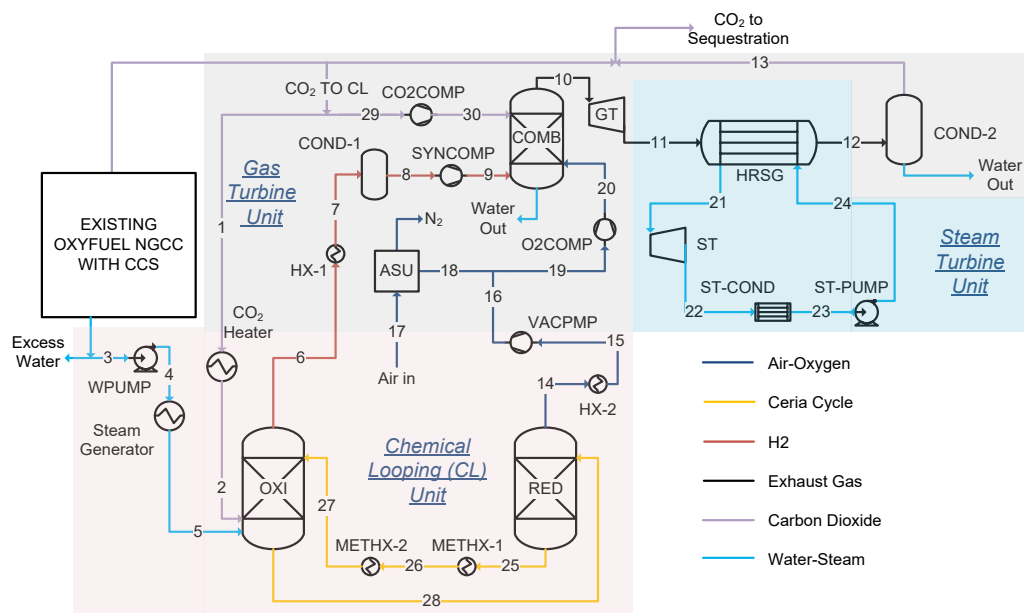 CO₂ to
Sequestration
13
10
CO₂ TO CL
CO2COMP
29
30
GT
COMB
COND-1
SYNCOMP
11
12
COND-2
HRSG
8
9
Gas
Turbine
Unit
EXISTING
OXYFUEL NGCC
WITH CCS
7
20
Water
Out
Water
Out
N₂
21
24
1
O2COMP
ST
Steam
Turbine
Unit
HX-1
ASU
18
19
ST-COND
ST-PUMP
16
22
23
17
CO₂
Heater
VACPMP
15
Excess
Water
3
4
6
WPUMP
Air in
14
HX-2
Air-Oxygen
Ceria Cycle
H2
Exhaust Gas
Carbon Dioxide
Water-Steam
Steam
Generator
Chemical
Looping (CL)
Unit
2
OXI
RED
27
5
METHX-2
METHX-1
26
25
28